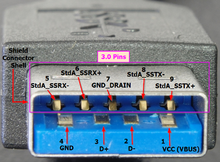 3.0 Pins
Shield
Connector
Shell
6
StdA_SSRX+
8
StdA_SSTX-
5
StdA_SSRX-
7
GND_DRAIN
9
StdA_SSTX+
4
GND
3
D+
2
D-
1
VCC (VBUS)